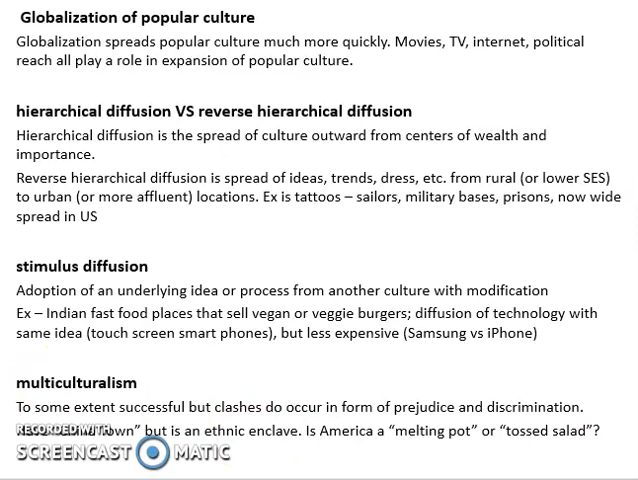 Globalization of popular culture
Globalization spreads popular culture much more quickly. Movies, TV, internet, political
reach all play a role in expansion of popular culture.
hierarchical diffusion VS reverse hierarchical diffusion
Hierarchical diffusion is the spread of culture outward from centers of wealth and
importance.
Reverse hierarchical diffusion is spread of ideas, trends, dress, etc. from rural (or lower SES)
to urban (or more affluent) locations. Ex is tattoos – sailors, military bases, prisons, now wide
spread in US
stimulus diffusion
Adoption of an underlying idea or process from another culture with modification
Ex – Indian fast food places that sell vegan or veggie burgers; diffusion of technology with
same idea (touch screen smart phones), but less expensive (Samsung vs iPhone)
multiculturalism
To some extent successful but clashes do occur in form of prejudice and discrimination.
but is an ethnic enclave. Is America a “melting pot” or “tossed salad”?
RECORDED WITH
SCREENCAST MATIC